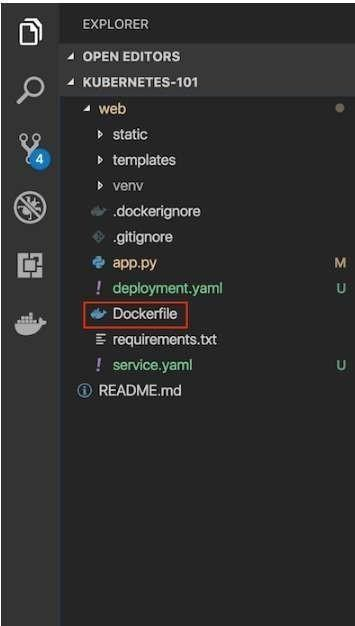 EXPLORER
OPEN EDITORS
KUBERNETES-101
web
static
templates
4
venv
.dockerignore
.gitignore
app.py M
deployment.yaml U
Dockerfile
requirements.txt
service.yaml U
README.md